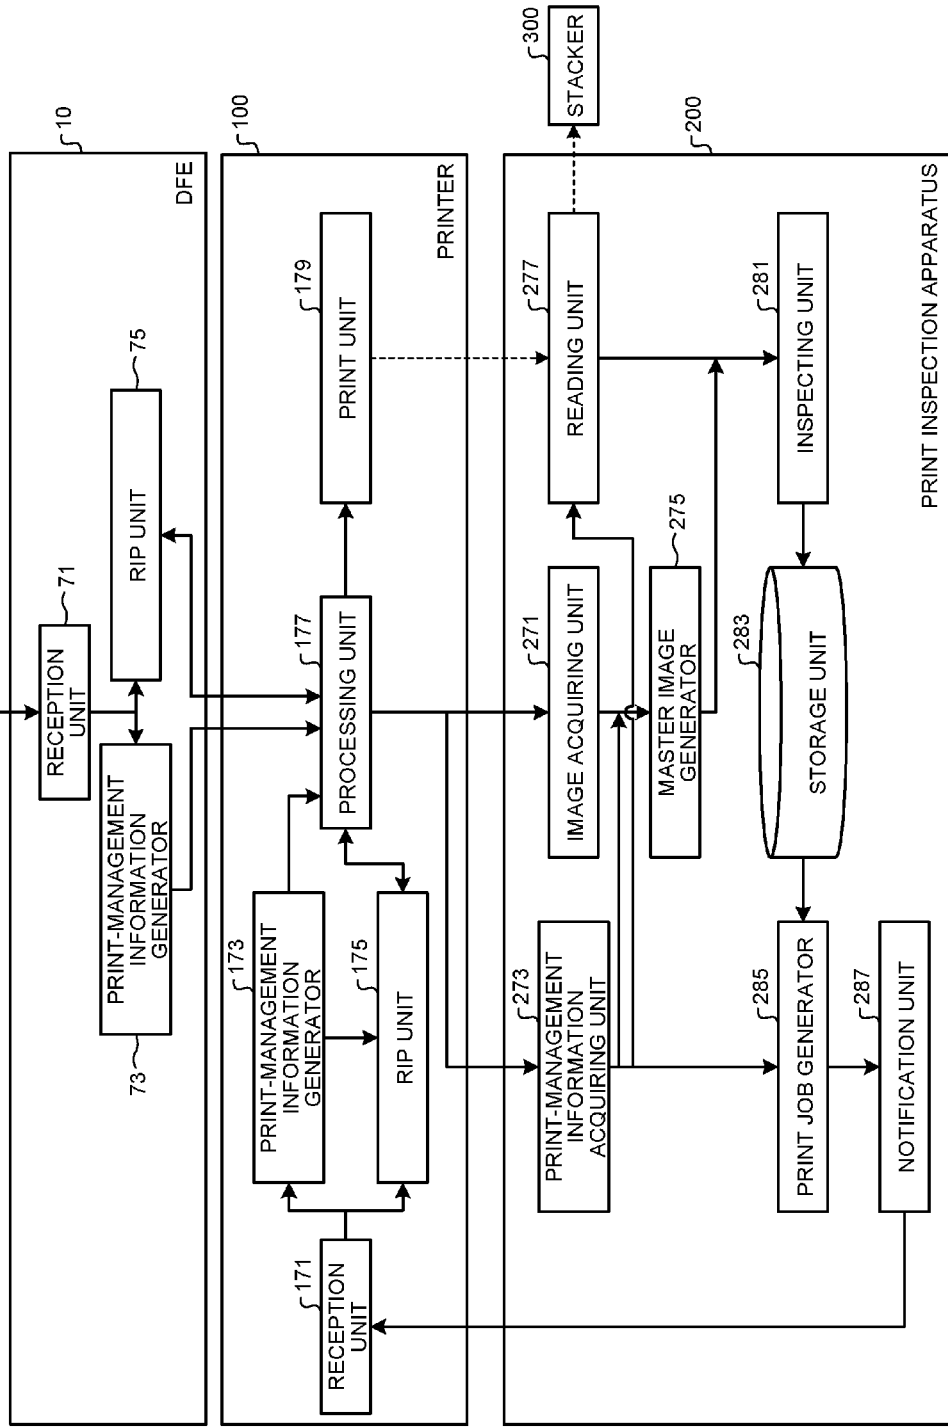 10
DFE
71
RECEPTION
UNIT
75
RIP UNIT
73
PRINT-MANAGEMENT
INFORMATION
GENERATOR
100
PRINTER
171
RECEPTION
UNIT
173
PRINT-MANAGEMENT
INFORMATION
GENERATOR
175
RIP UNIT
177
PROCESSING UNIT
179
PRINT UNIT
300
STACKER
200
PRINT INSPECTION APPARATUS
273
PRINT-MANAGEMENT
INFORMATION
ACQUIRING UNIT
271
IMAGE ACQUIRING UNIT
277
READING UNIT
275
MASTER IMAGE
GENERATOR
285
PRINT JOB GENERATOR
283
STORAGE UNIT
281
INSPECTING UNIT
287
NOTIFICATION UNIT